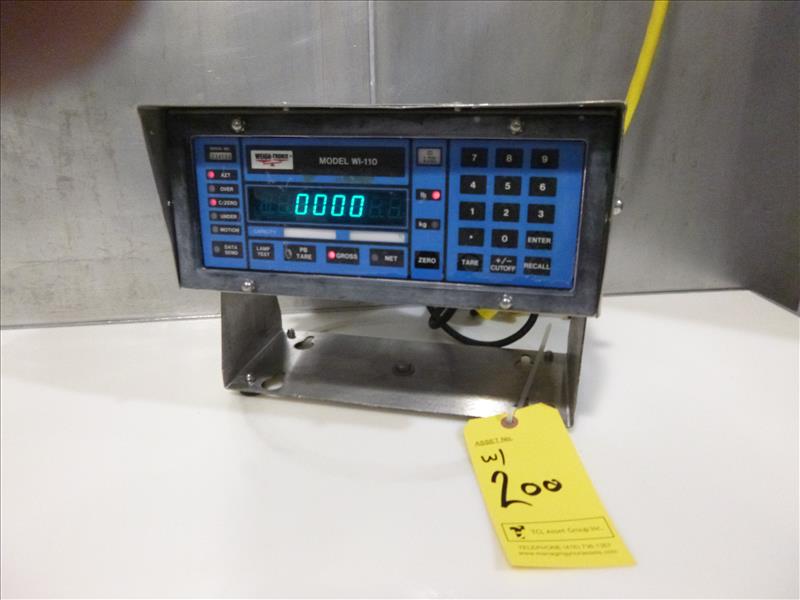 SERIAL NO.
WEIGH-TRONIX
MODEL WI-110
AZT
OVER
C/ZERO
UNDER
MOTION
DATA SEND
0000
CAPACITY
LAMP TEST
PB TARE
GROSS
NET
lb
kg
ZERO
7 8 9
4 5 6
1 2 3
. 0 ENTER
TARE +/– CUTOFF RECALL
ASSET No.
w/
200
TCL Asset Group Inc.